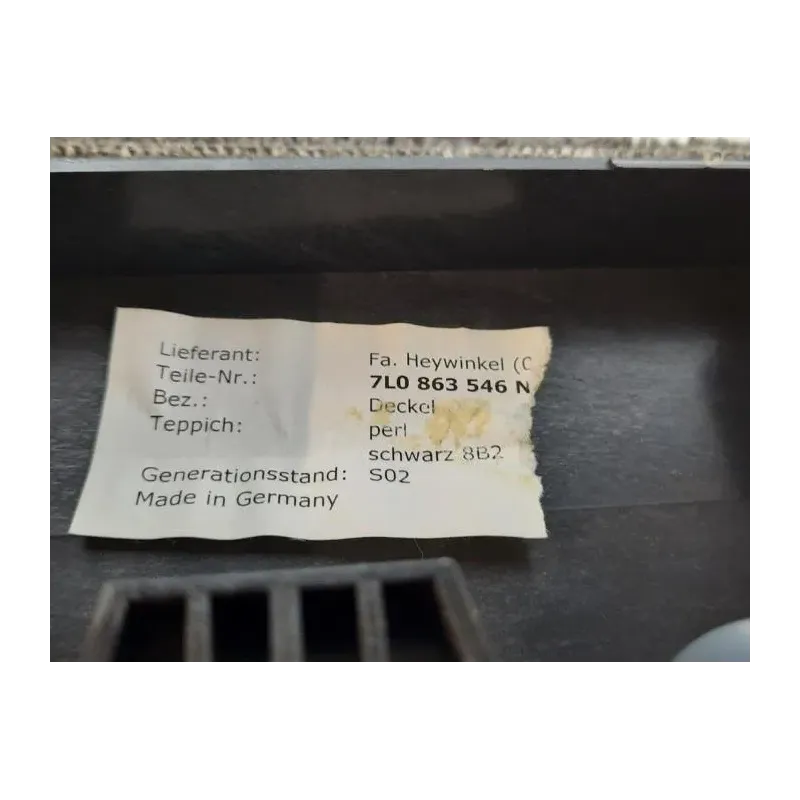 Lieferant: Fa. Heywinkel (C
Teile-Nr.: 7L0 863 546 N
Bez.: Deckel
Teppich: perl
schwarz 8B2
Generationsstand: S02
Made in Germany